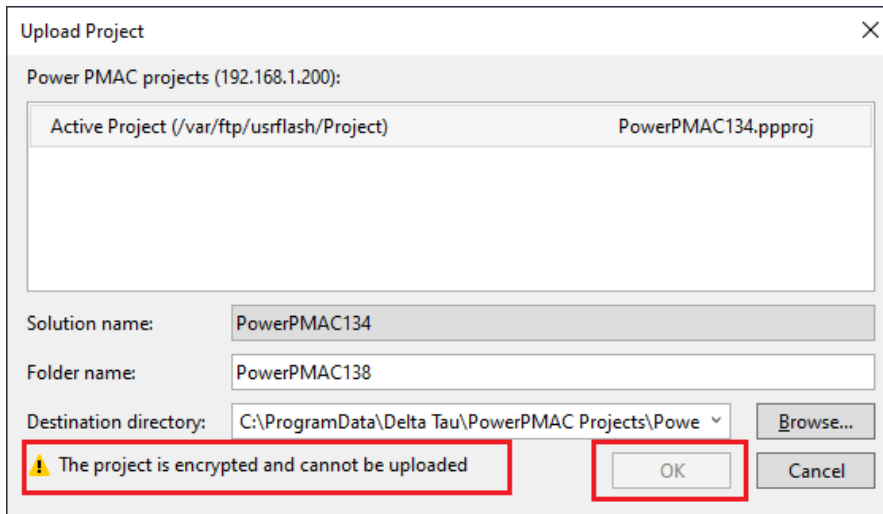 Upload Project
Power PMAC projects (192.168.1.200):
Active Project (/var/ftp/usrflash/Project) PowerPMAC134.ppproj
Solution name: PowerPMAC134
Folder name: PowerPMAC138
Destination directory: C:\ProgramData\Delta Tau\PowerPMAC Projects\Powe Browse...
The project is encrypted and cannot be uploaded OK Cancel